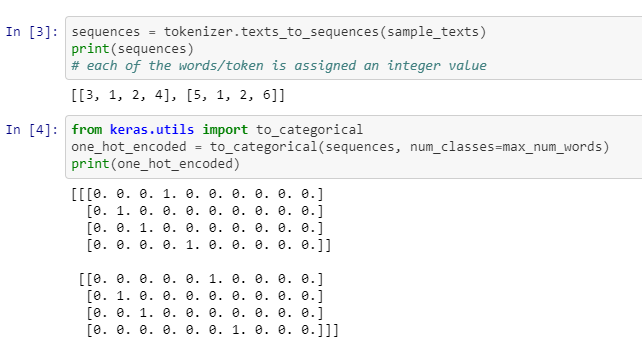 In [3]: sequences = tokenizer.texts_to_sequences(sample_texts)
print(sequences)
# each of the words/token is assigned an integer value
[[3, 1, 2, 4], [5, 1, 2, 6]]
In [4]: from keras.utils import to_categorical
one_hot_encoded = to_categorical(sequences, num_classes=max_num_words)
print(one_hot_encoded)
[[[0. 0. 0. 1. 0. 0. 0. 0. 0. 0.]
[0. 1. 0. 0. 0. 0. 0. 0. 0. 0.]
[0. 0. 1. 0. 0. 0. 0. 0. 0. 0.]
[0. 0. 0. 0. 1. 0. 0. 0. 0. 0.]]
[[0. 0. 0. 0. 0. 1. 0. 0. 0. 0.]
[0. 1. 0. 0. 0. 0. 0. 0. 0. 0.]
[0. 0. 1. 0. 0. 0. 0. 0. 0. 0.]
[0. 0. 0. 0. 0. 0. 1. 0. 0. 0.]]]